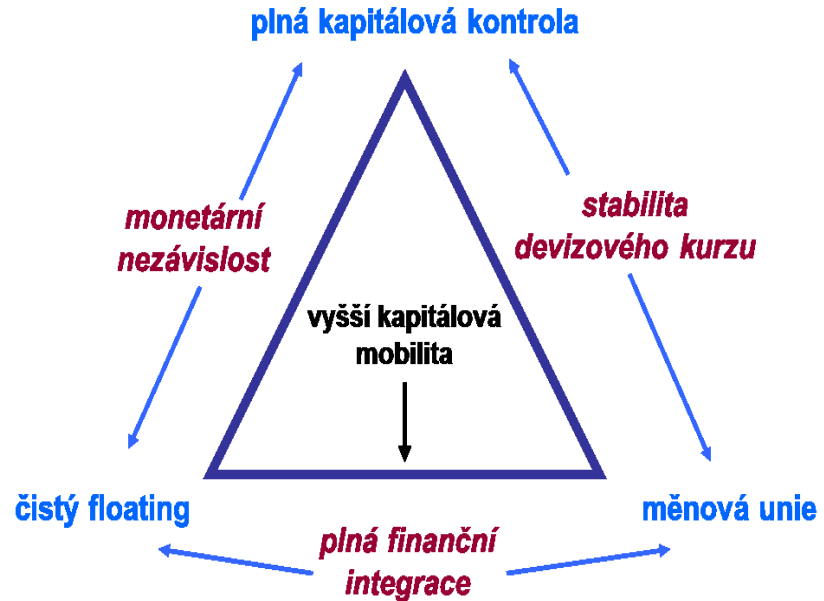 plná kapitálová kontrola
monetární
nezávislost
stabilita
devizového kurzu
vyšší kapitálová
mobilita
čistý floating
měnová unie
plná finanční
integrace